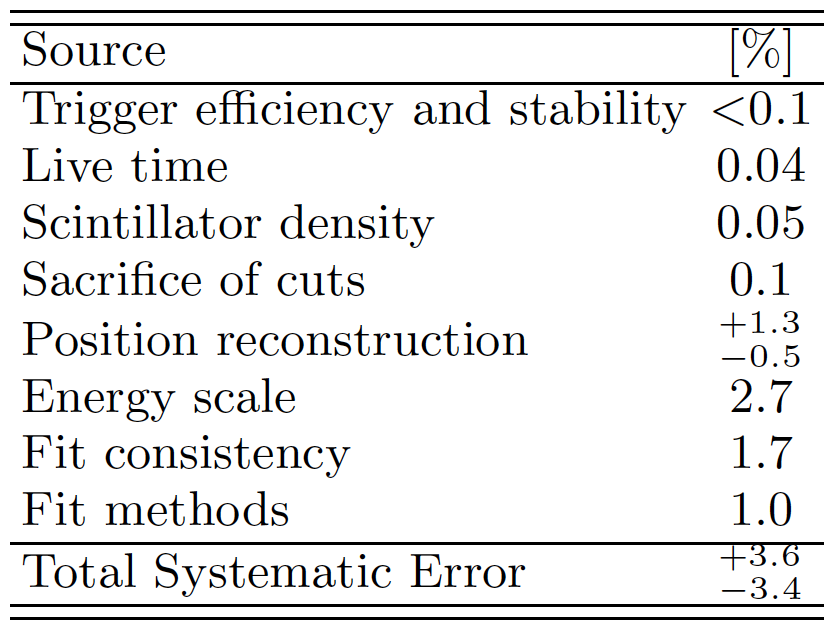 Source [%]
Trigger efficiency and stability <0.1
Live time 0.04
Scintillator density 0.05
Sacrifice of cuts 0.1
Position reconstruction +1.3 −0.5
Energy scale 2.7
Fit consistency 1.7
Fit methods 1.0
Total Systematic Error +3.6 −3.4